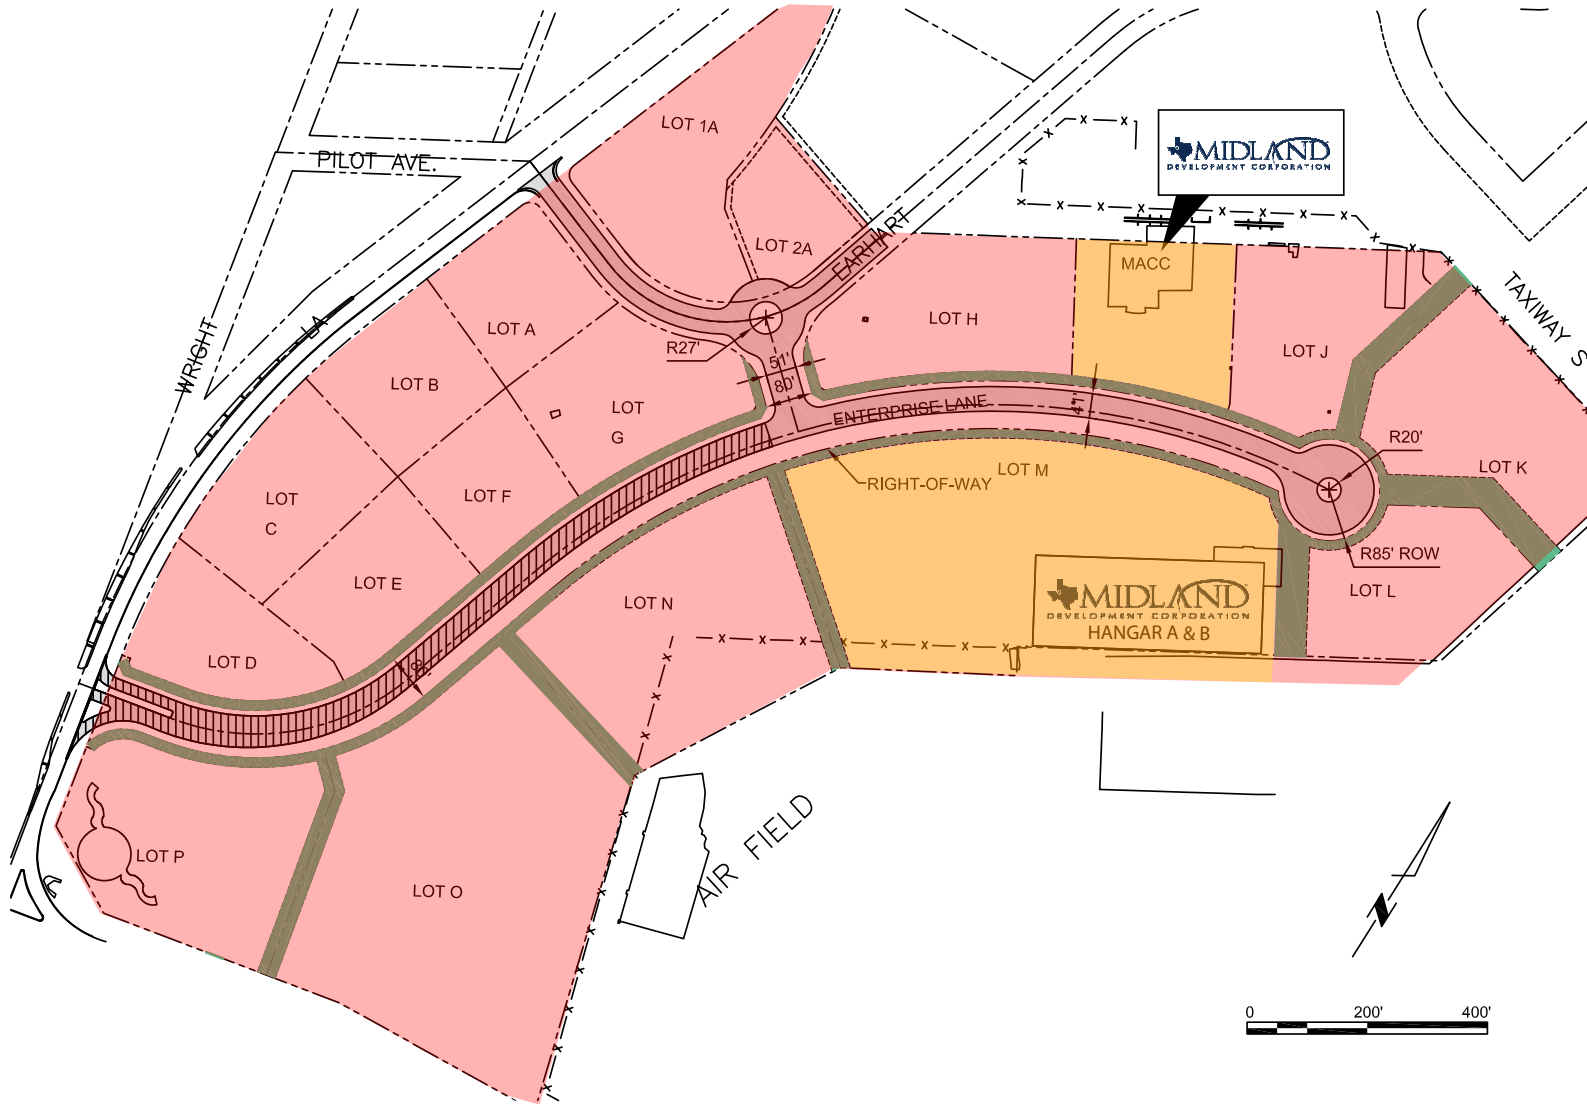 LOT 1A
PILOT AVE.
MIDLAND
DEVELOPMENT CORPORATION
LOT 2A
EARHART
MACC
TAXIWAY S
WRIGHT
LA
LOT A
LOT H
R27'
51'
80'
LOT J
LOT B
LOT
G
ENTERPRISE LANE
41'
R20'
LOT K
LOT
C
LOT F
RIGHT-OF-WAY
LOT M
R85' ROW
LOT E
LOT N
MIDLAND
DEVELOPMENT CORPORATION
HANGAR A & B
LOT L
LOT D
LOT P
LOT O
AIR FIELD
N
0 200' 400'